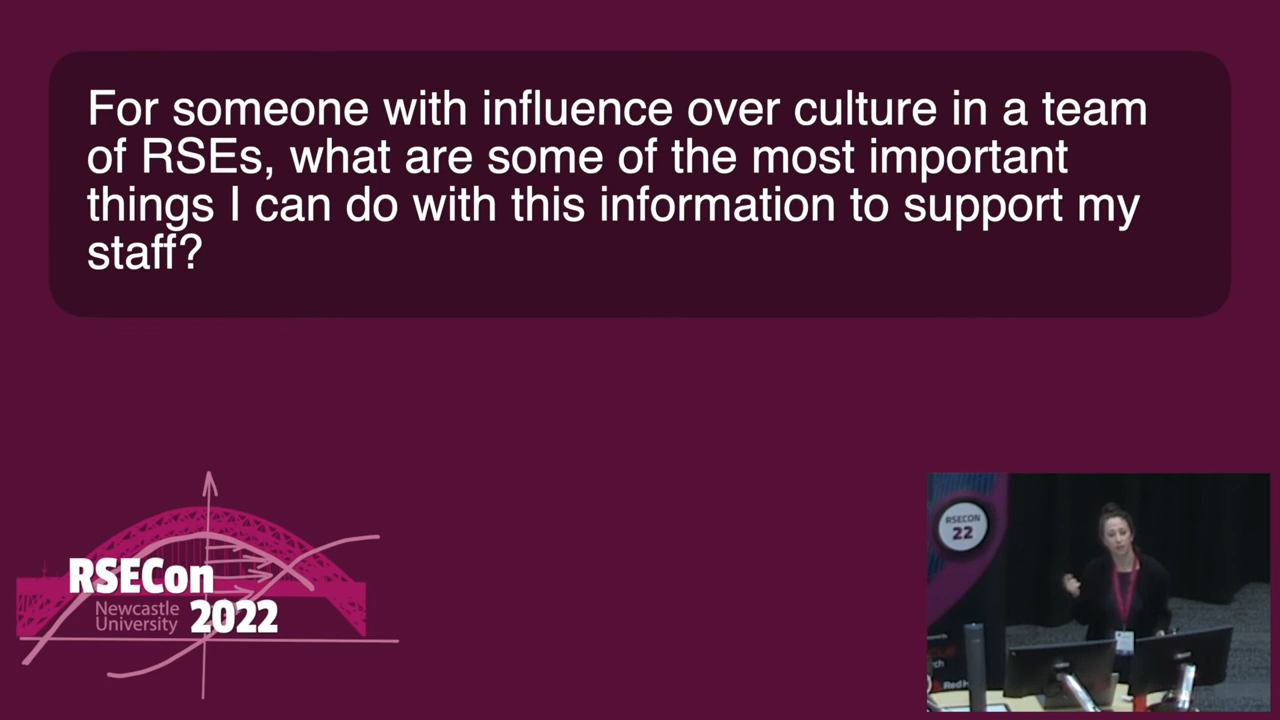 For someone with influence over culture in a team
of RSEs, what are some of the most important
things I can do with this information to support my
staff?
RSECon
Newcastle
University
2022
RSECON
22
Red H